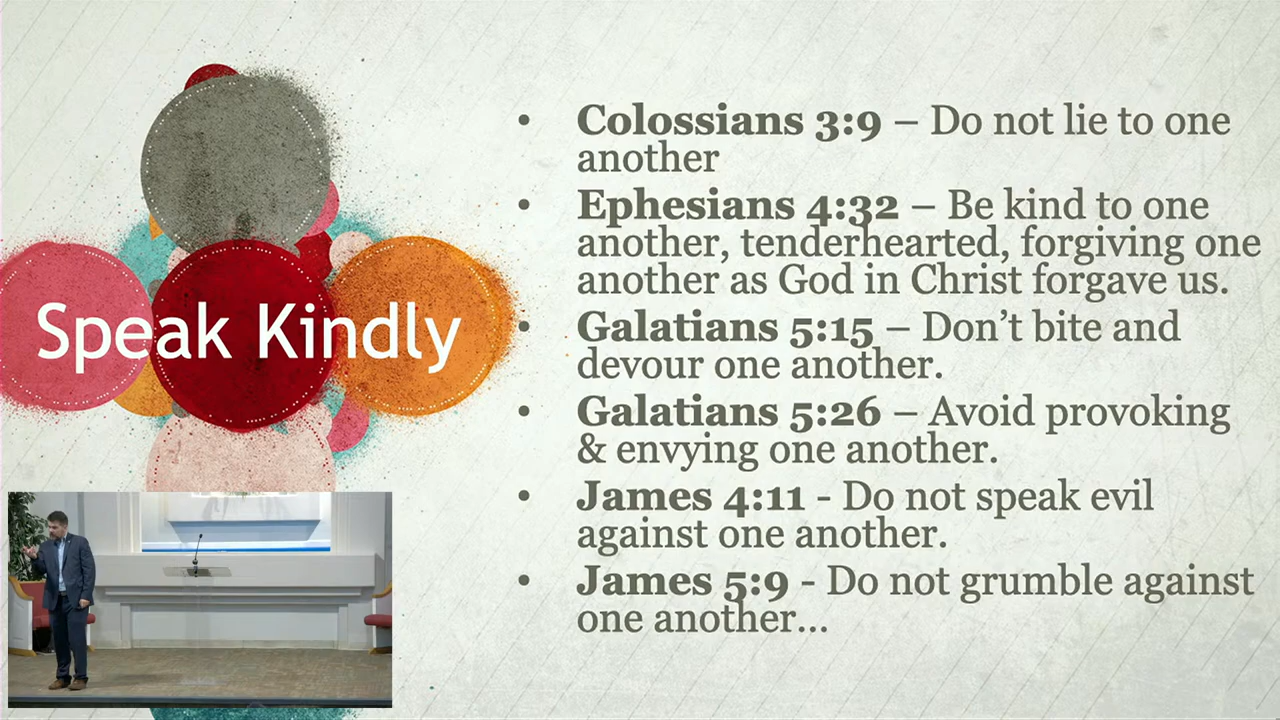 Speak Kindly
• Colossians 3:9 – Do not lie to one
another
• Ephesians 4:32 – Be kind to one
another, tenderhearted, forgiving one
another as God in Christ forgave us.
• Galatians 5:15 – Don’t bite and
devour one another.
• Galatians 5:26 – Avoid provoking
& envying one another.
• James 4:11 - Do not speak evil
against one another.
• James 5:9 - Do not grumble against
one another...